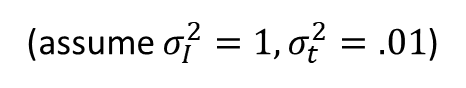 (assume σ_I^2 = 1, σ_t^2 = .01)